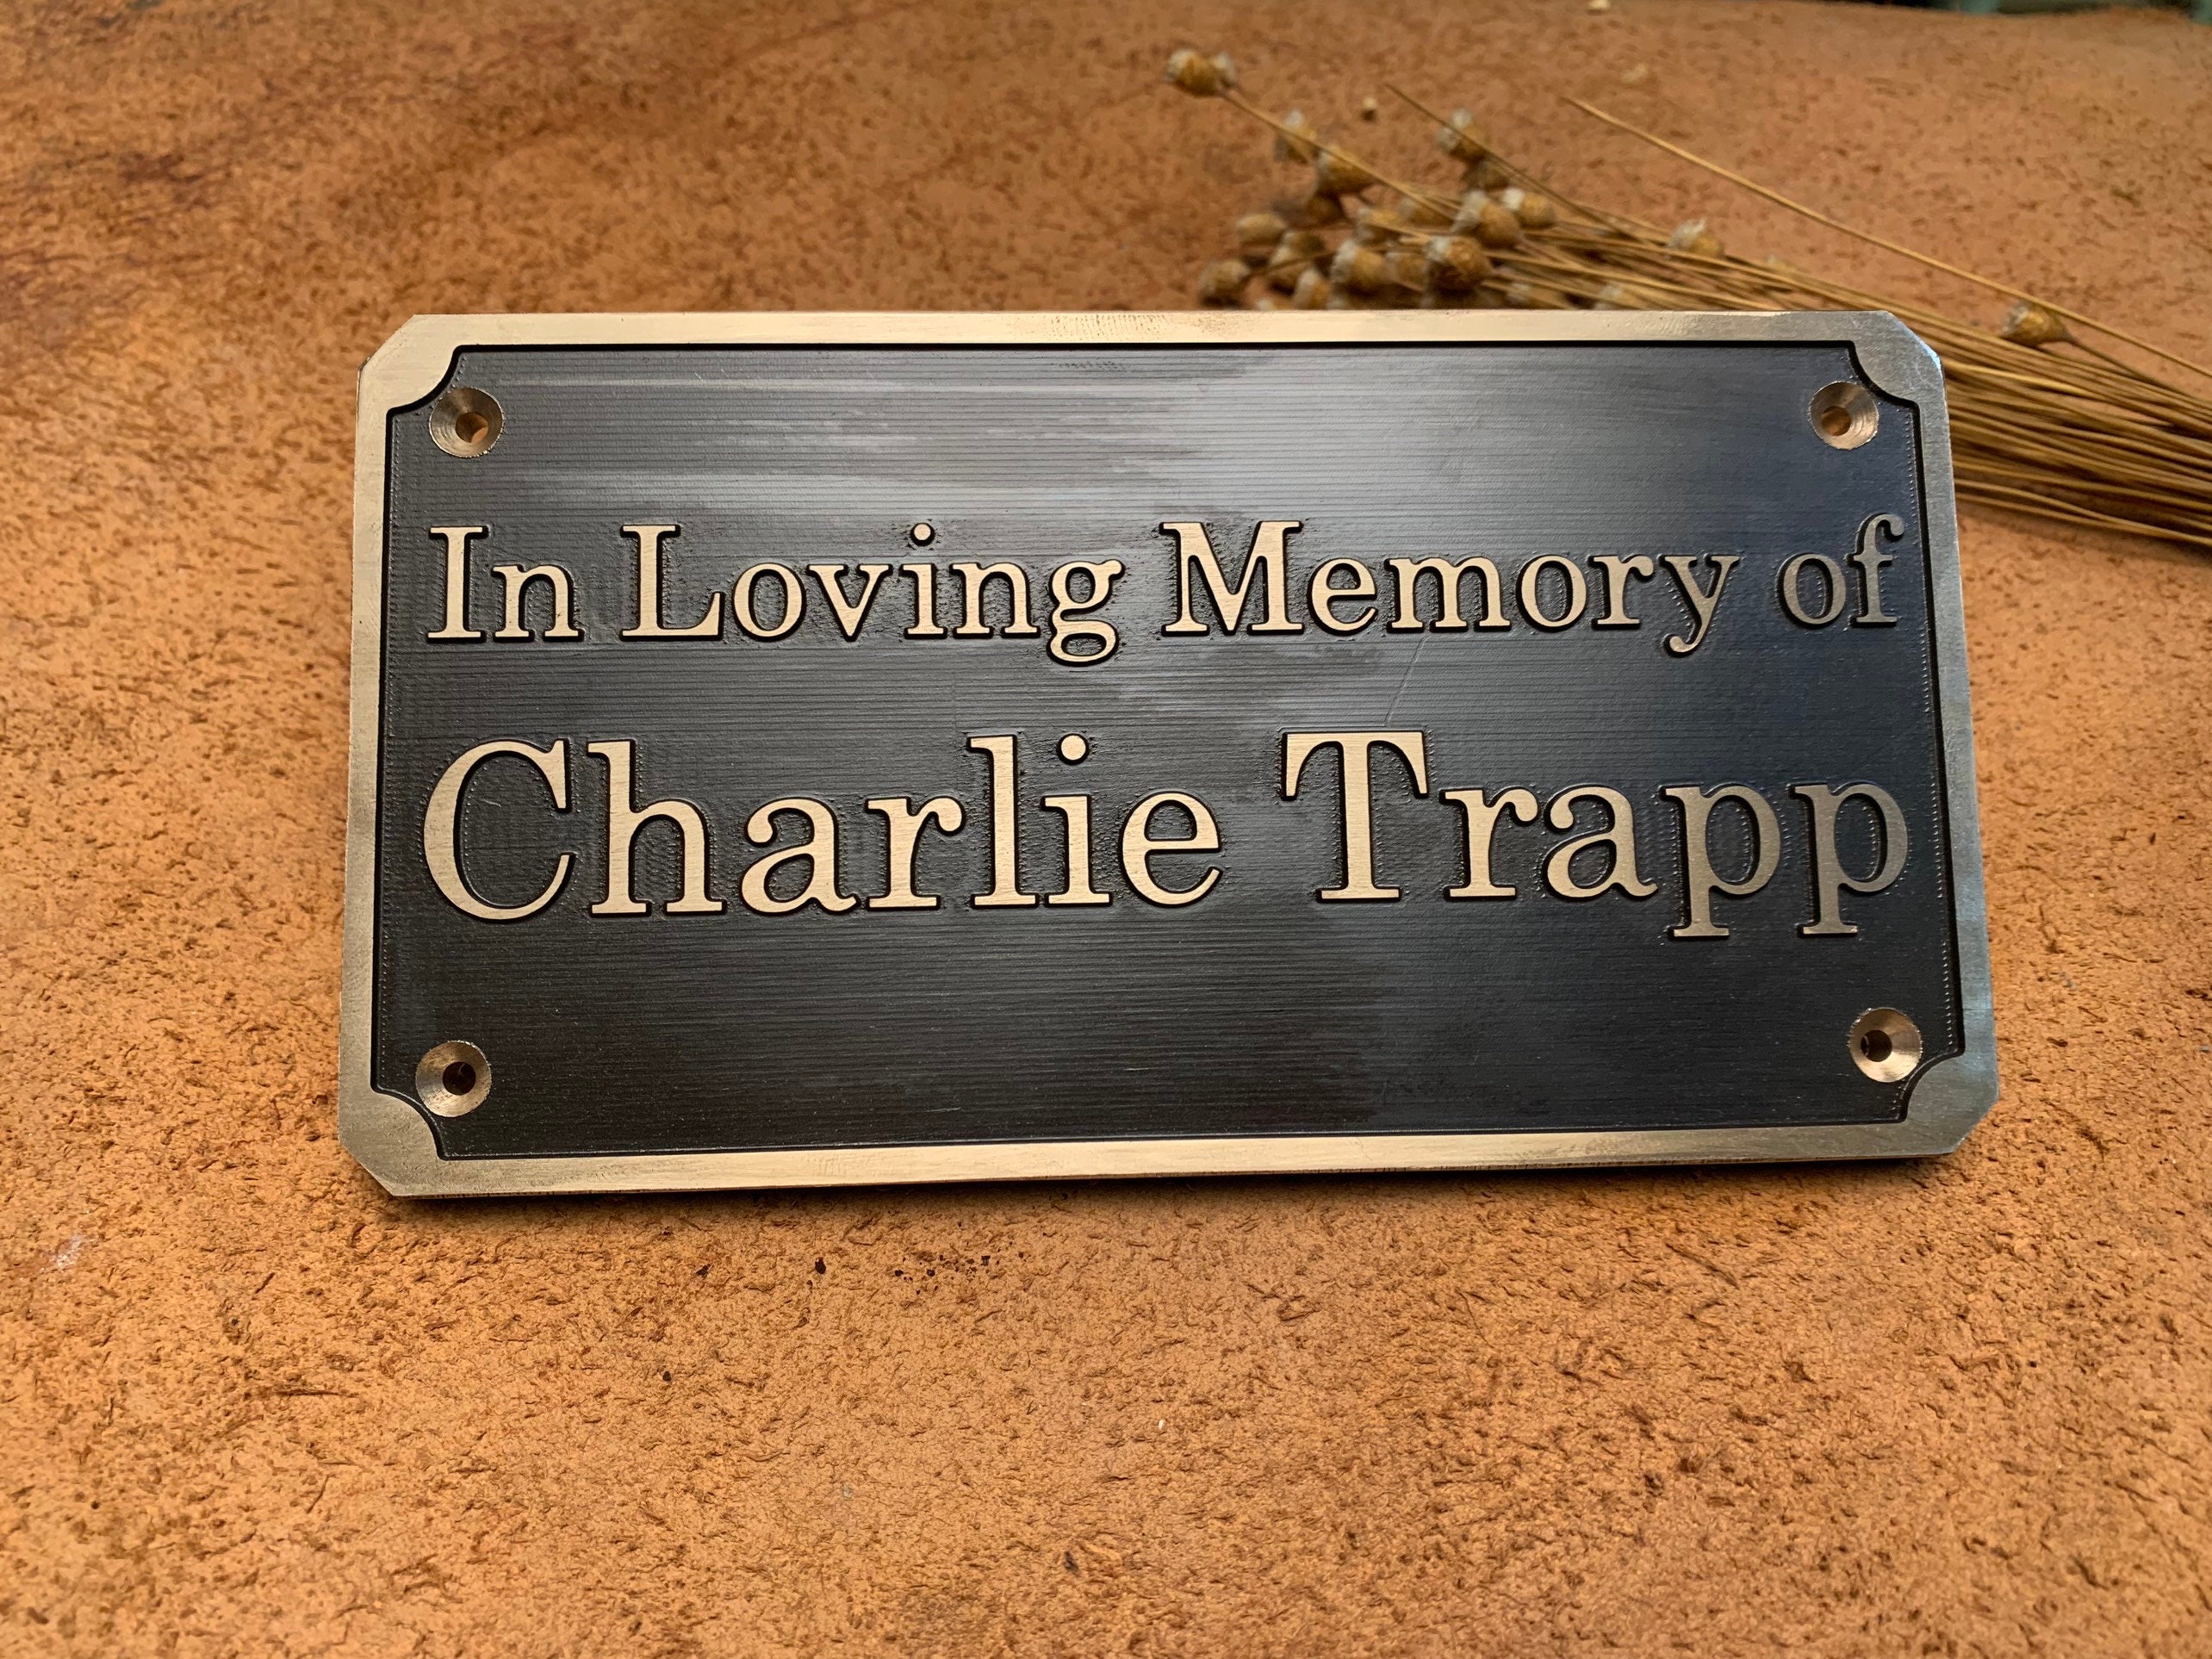 In Loving Memory of
Charlie Trapp